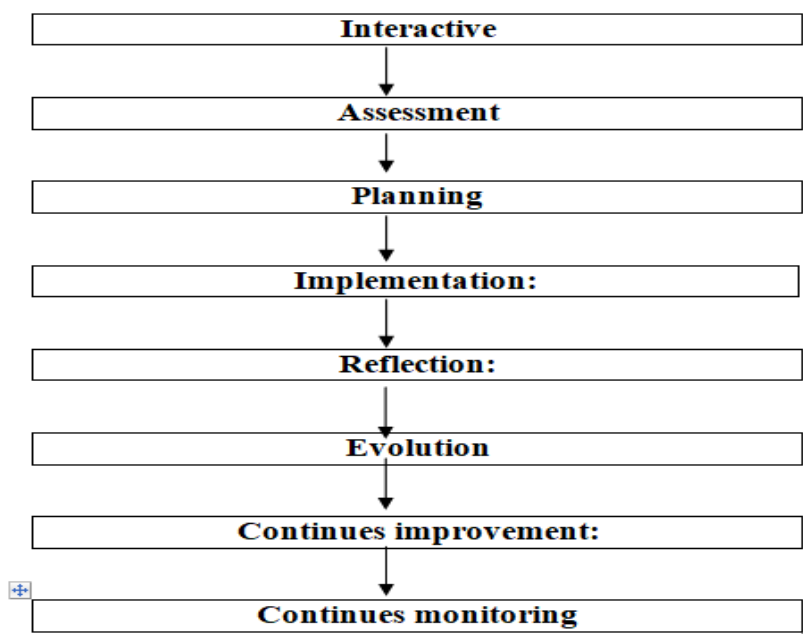 Interactive
Assessment
Planning
Implementation:
Reflection:
Evolution
Continues improvement:
Continues monitoring